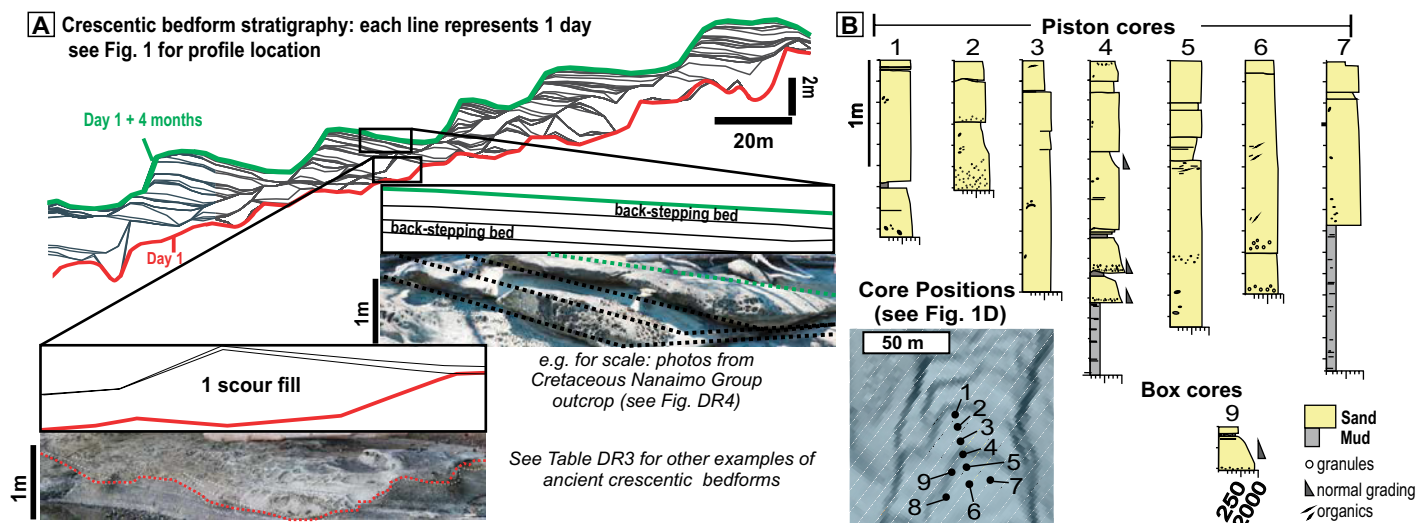 A Crescentic bedform stratigraphy: each line represents 1 day
see Fig. 1 for profile location
2m
20m
Day 1 + 4 months
Day 1
back-stepping bed
back-stepping bed
1m
1 scour fill
1m
e.g. for scale: photos from
Cretaceous Nanaimo Group
outcrop (see Fig. DR4)
See Table DR3 for other examples of
ancient crescentic bedforms
B
Piston cores
1 2 3 4 5 6 7
1m
Core Positions
(see Fig. 1D)
50 m
1
2
3
4
5
9
7
8
6
Box cores
9
250
2000
Sand
Mud
granules
normal grading
organics